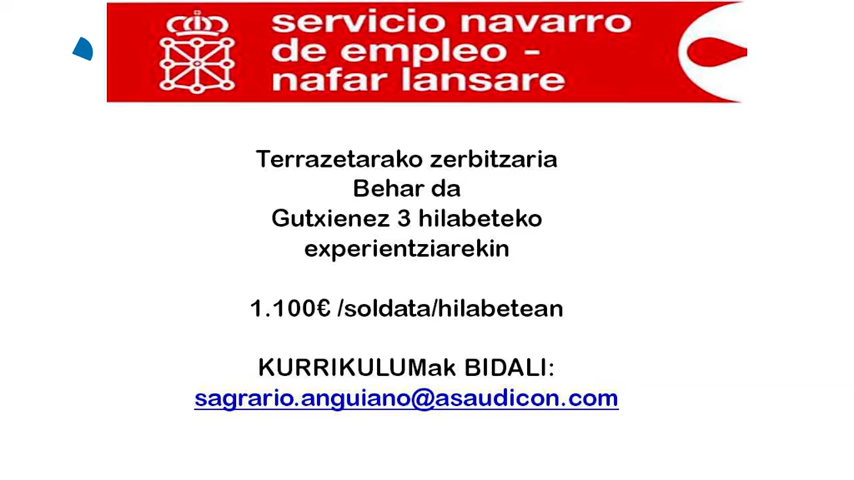 servicio navarro
de empleo -
nafar lansare
Terrazetarako zerbitzaria
Behar da
Gutxienez 3 hilabeteko
experientziarekin
1.100€ /soldata/hilabetean
KURRIKULUMak BIDALI:
sagrario.anguiano@asaudicon.com